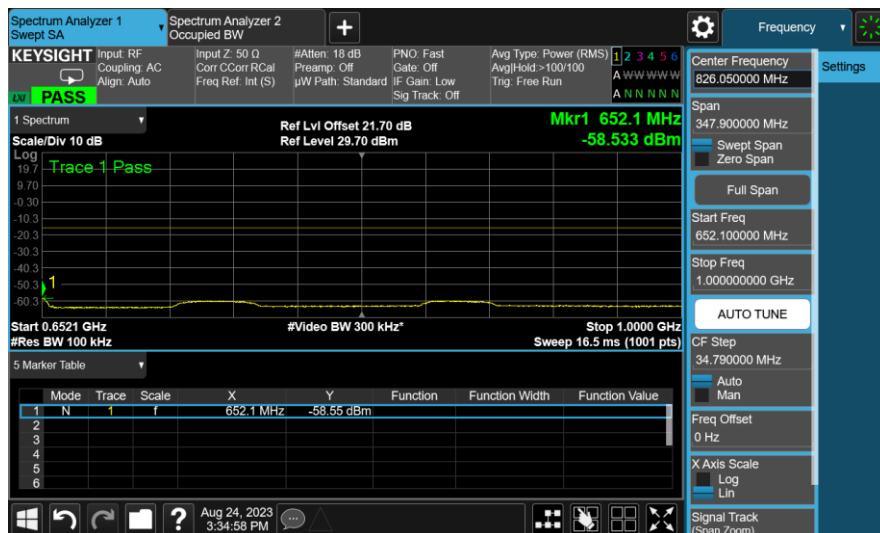 Spectrum Analyzer 1
Swept SA
Spectrum Analyzer 2
Occupied BW
Frequency
KEYSIGHT
LXI
PASS
Input: RF
Coupling: AC
Align: Auto
Input Z: 50 Ω
Corr CCorr RCal
Freq Ref: Int (S)
#Atten: 18 dB
Preamp: Off
µW Path: Standard
PNO: Fast
Gate: Off
IF Gain: Low
Sig Track: Off
Avg Type: Power (RMS)
Avg|Hold:>100/100
Trig: Free Run
1 2 3 4 5 6
A W W W W W
A N N N N N
1 Spectrum
Scale/Div 10 dB
Ref Lvl Offset 21.70 dB
Ref Level 29.70 dBm
Mkr1 652.1 MHz
-58.533 dBm
Log
Trace 1 Pass
19.7
9.70
-0.30
-10.3
-20.3
-30.3
-40.3
-50.3
-60.3
1
Start 0.6521 GHz
#Res BW 100 kHz
#Video BW 300 kHz*
Stop 1.0000 GHz
Sweep 16.5 ms (1001 pts)
5 Marker Table
Mode Trace Scale X Y Function Function Width Function Value
1 N 1 f 652.1 MHz -58.55 dBm
2
3
4
5
6
Aug 24, 2023
3:34:58 PM
Center Frequency
826.050000 MHz
Settings
Span
347.900000 MHz
Swept Span
Zero Span
Full Span
Start Freq
652.100000 MHz
Stop Freq
1.000000000 GHz
AUTO TUNE
CF Step
34.790000 MHz
Auto
Man
Freq Offset
0 Hz
X Axis Scale
Log
Lin
Signal Track
(Span Zoom)